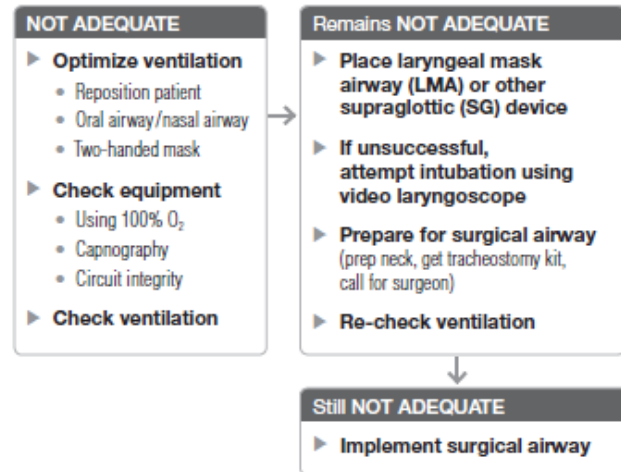 NOT ADEQUATE
▶ Optimize ventilation
• Reposition patient
• Oral airway/nasal airway
• Two-handed mask
▶ Check equipment
• Using 100% O₂
• Capnography
• Circuit integrity
▶ Check ventilation
Remains NOT ADEQUATE
▶ Place laryngeal mask
airway (LMA) or other
supraglottic (SG) device
▶ If unsuccessful,
attempt intubation using
video laryngoscope
▶ Prepare for surgical airway
(prep neck, get tracheostomy kit,
call for surgeon)
▶ Re-check ventilation
Still NOT ADEQUATE
▶ Implement surgical airway